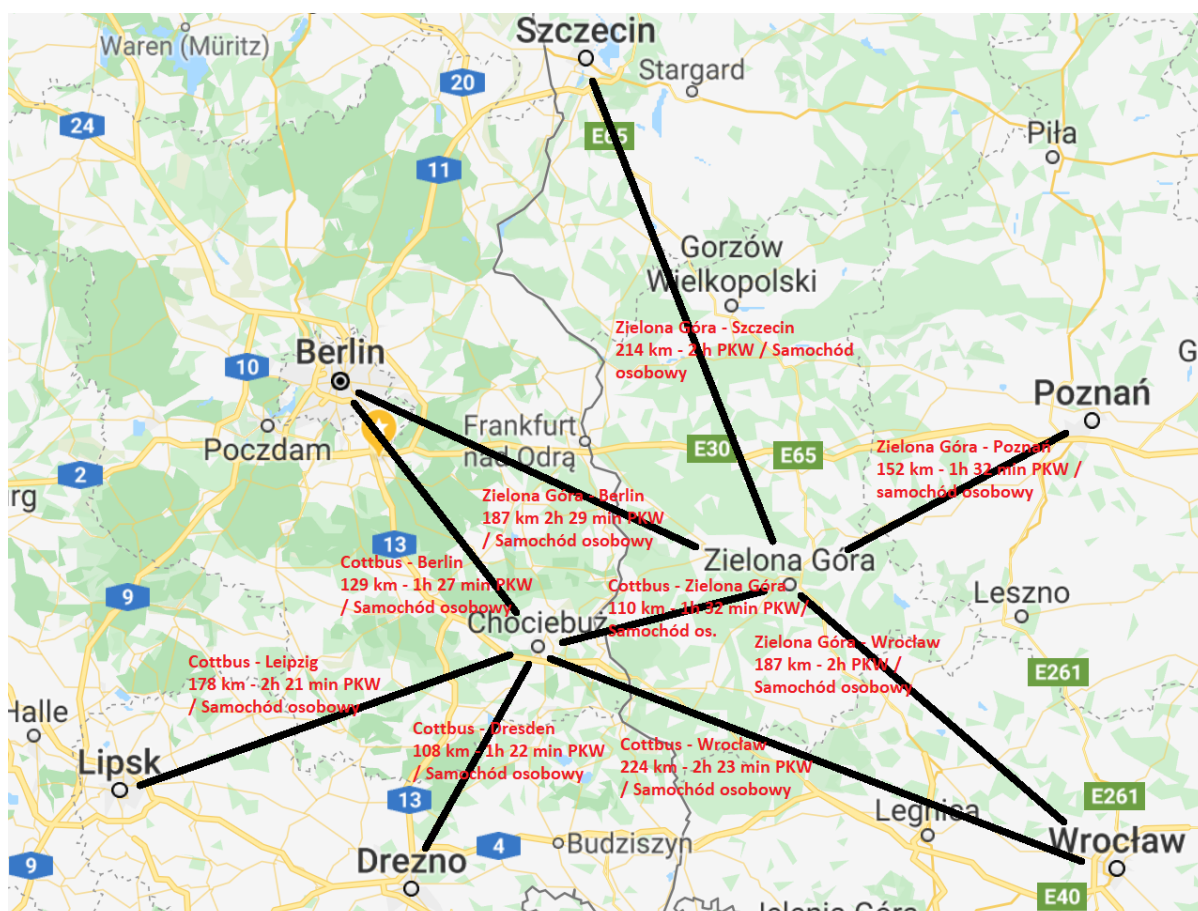 Szczecin
Waren (Müritz)
Stargard
20
24
E65
Piła
11
Gorzów
Wielkopolski
Zielona Góra - Szczecin
214 km - 2 h PKW / Samochód
osobowy
G
Berlin
10
Poznań
Poczdam
Frankfurt
nad Odrą
E30
E65
Zielona Góra - Poznań
152 km - 1h 32 min PKW /
samochód osobowy
2
rg
Zielona Góra - Berlin
187 km 2h 29 min PKW
/ Samochód osobowy
13
Zielona Góra
Cottbus - Berlin
129 km - 1h 27 min PKW
/ Samochód osobowy
Cottbus - Zielona Góra
110 km - 1h 32 min PKW/
Samochód os.
9
Leszno
Chociebuż
Zielona Góra - Wrocław
187 km - 2h PKW /
Samochód osobowy
E261
Cottbus - Leipzig
178 km - 2h 21 min PKW
/ Samochód osobowy
Halle
Cottbus - Dresden
108 km - 1h 22 min PKW
/ Samochód osobowy
Cottbus - Wrocław
224 km - 2h 23 min PKW
/ Samochód osobowy
Lipsk
13
E261
Legnica
Wrocław
4
Budziszyn
Drezno
9
E40
Jelenia Góra